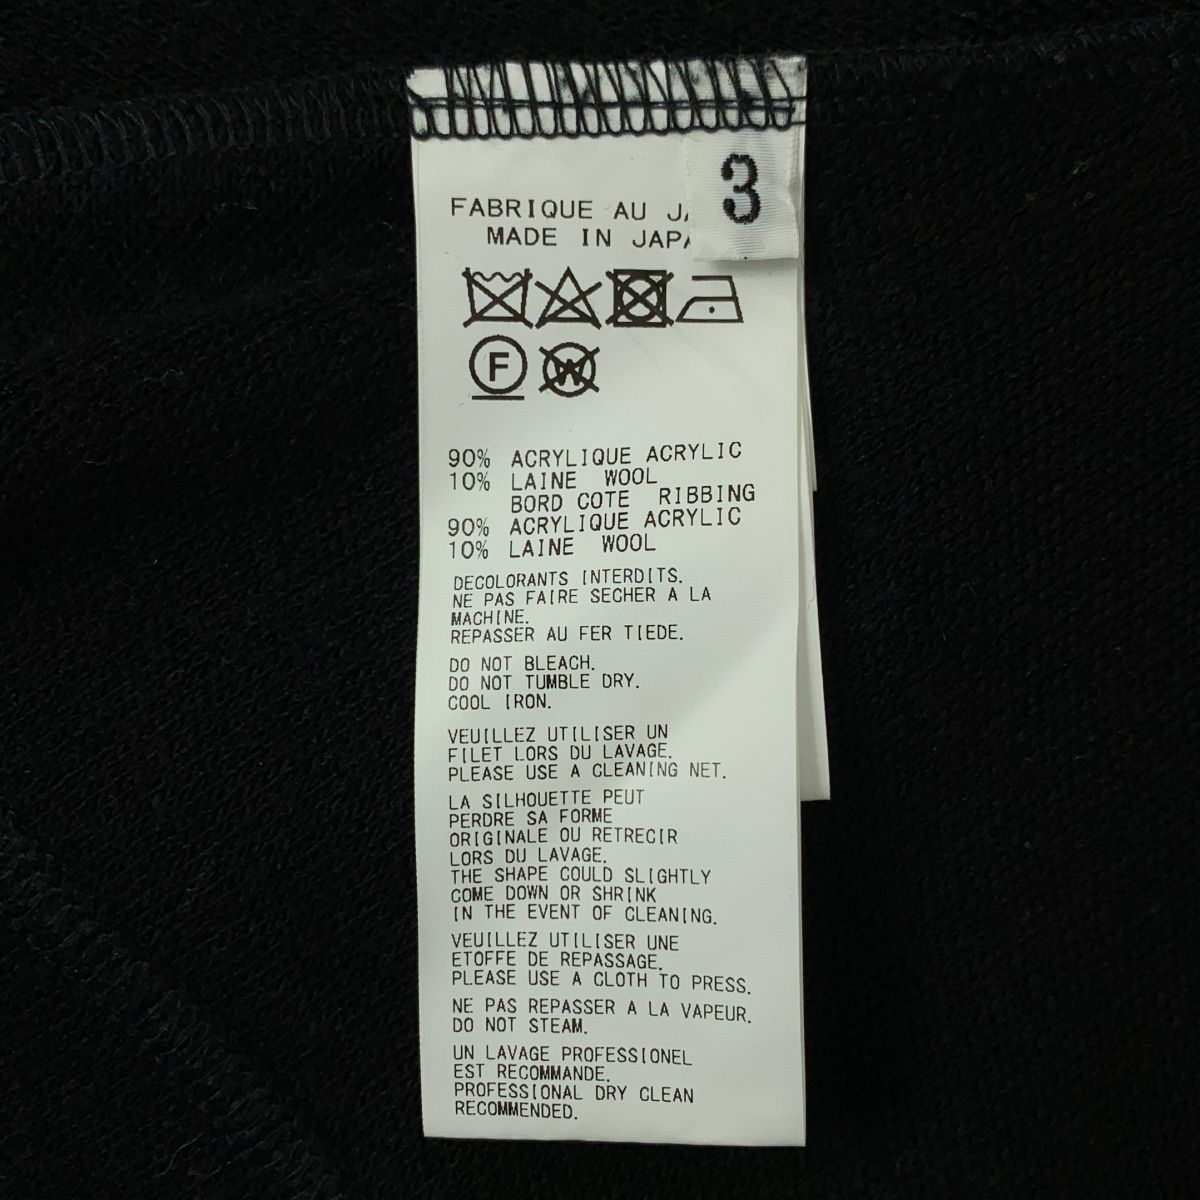 3
FABRIQUE AU
MADE IN
F
W
90% ACRYLIQUE ACRYLIC
10% LAINE WOOL
BORD COTE RIBBING
90% ACRYLIQUE ACRYLIC
10% LAINE WOOL
DECOLORANTS INTERDITS.
NE PAS FAIRE SECHER A LA
MACHINE.
REPASSER AU FER TIEDE.
DO NOT BLEACH.
DO NOT TUMBLE DRY.
COOL IRON.
VEUILLEZ UTILISER UN
FILET LORS DU LAVAGE.
PLEASE USE A CLEANING NET.
LA SILHOUETTE PEUT
PERDRE SA FORME
ORIGINALE OU RETRECIR
LORS DU LAVAGE.
THE SHAPE COULD SLIGHTLY
COME DOWN OR SHRINK
IN THE EVENT OF CLEANING.
VEUILLEZ UTILISER UNE
ETOFFE DE REPASSAGE.
PLEASE USE A CLOTH TO PRESS.
NE PAS REPASSER A LA VAPEUR.
DO NOT STEAM.
UN LAVAGE PROFESSIONEL
EST RECOMMANDE.
PROFESSIONAL DRY CLEAN
RECOMMENDED.